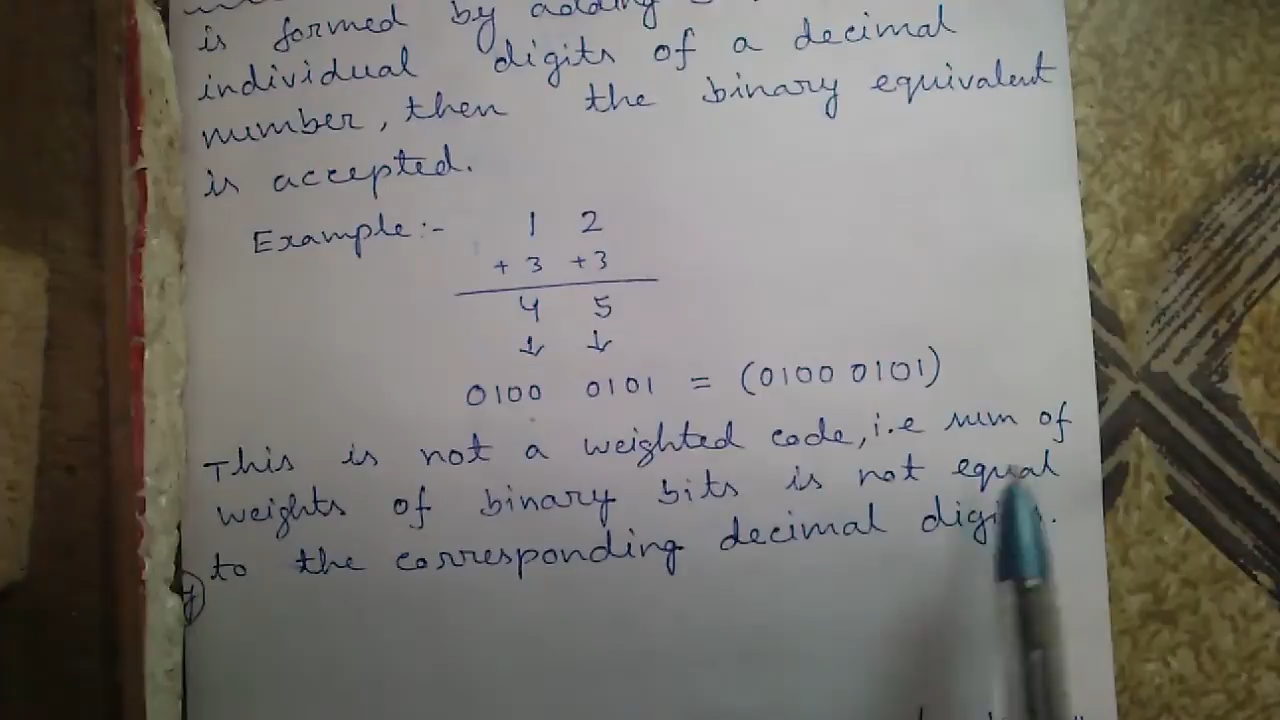 is formed by adding
individual digits of a decimal
number, then the binary equivalent
is accepted.
Example:- 1 2
+ 3 +3
4 5
↓ ↓
0100 0101 = (0100 0101)
This is not a weighted code, i.e sum of
weights of binary bits is not equal
to the corresponding decimal